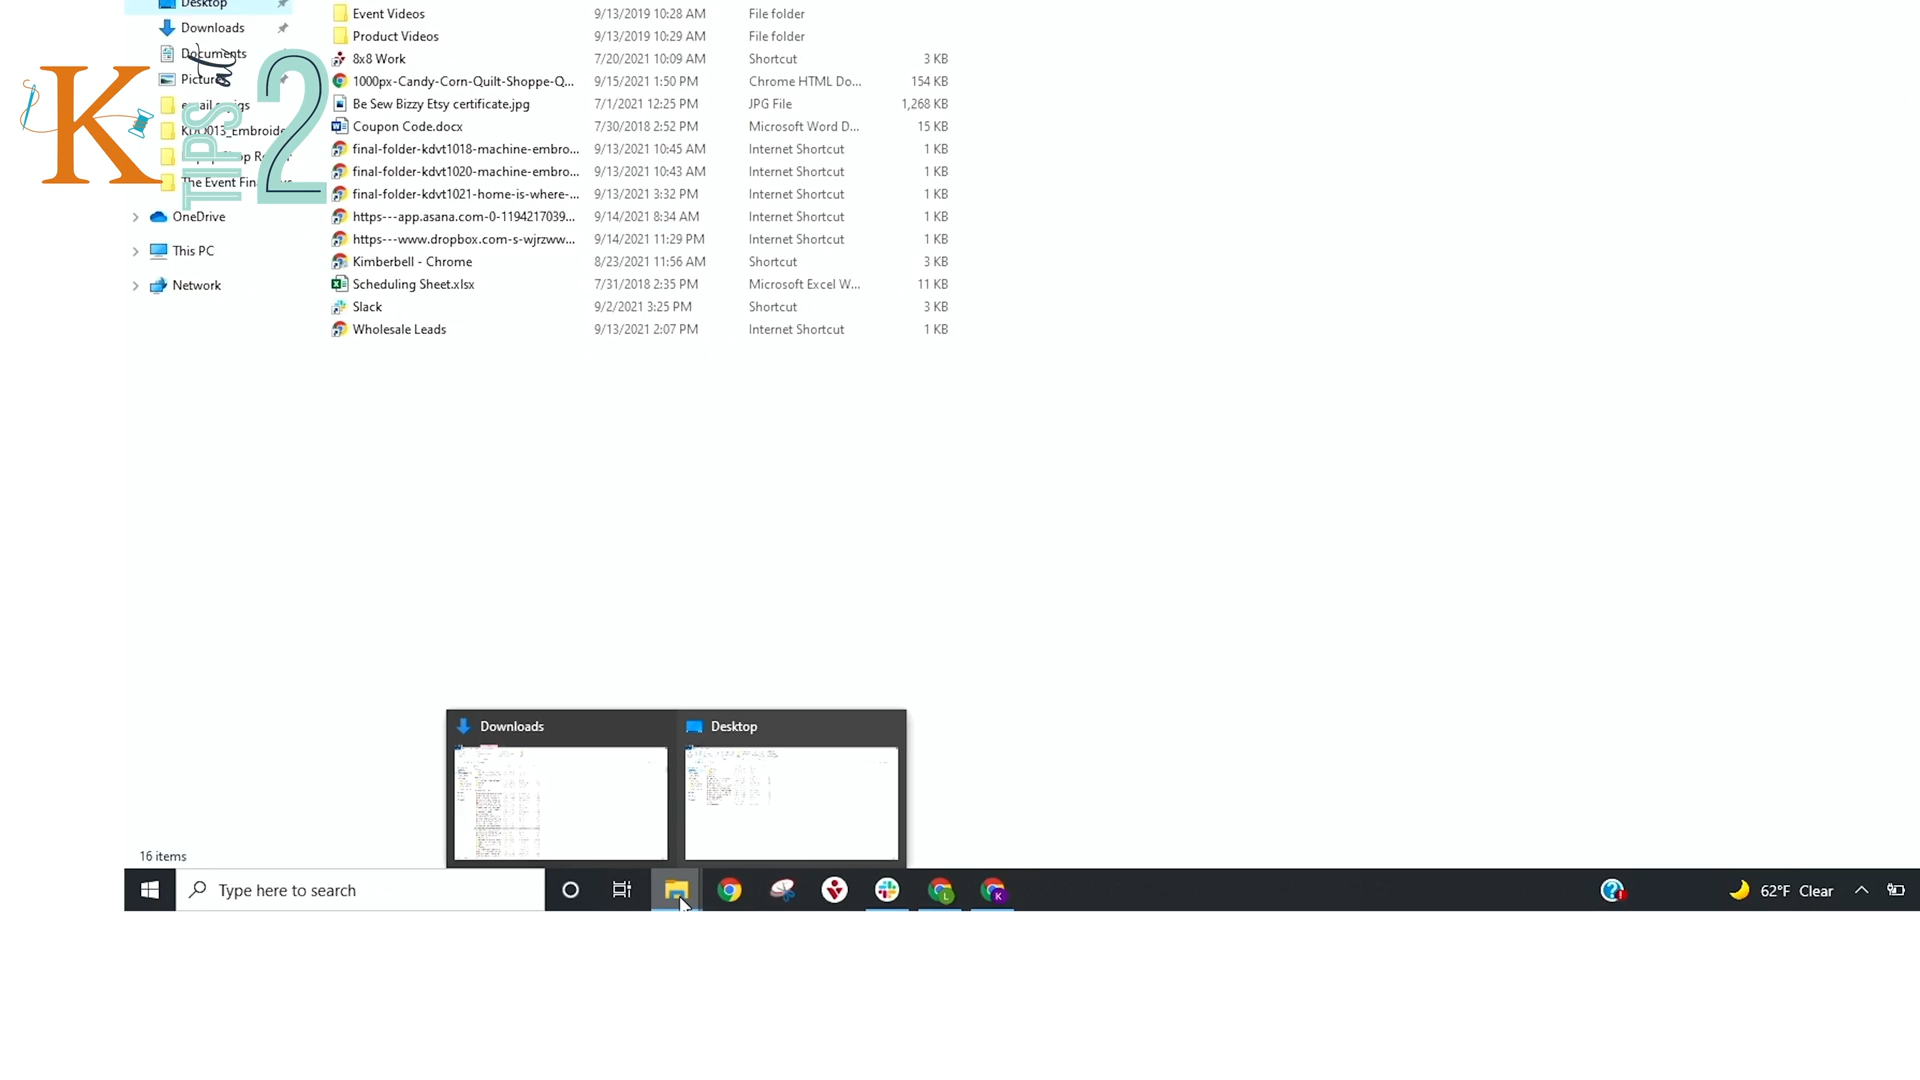 Desktop
Event Videos 9/13/2019 10:28 AM File folder
Downloads
Product Videos 9/13/2019 10:29 AM File folder
Documents
8x8 Work 7/20/2021 10:09 AM Shortcut 3 KB
1000px-Candy-Corn-Quilt-Shoppe-Q... 9/15/2021 1:50 PM Chrome HTML Do... 154 KB
Be Sew Bizzy Etsy certificate.jpg 7/1/2021 12:25 PM JPG File 1,268 KB
Coupon Code.docx 7/30/2018 2:52 PM Microsoft Word D... 15 KB
final-folder-kdvt1018-machine-embro... 9/13/2021 10:45 AM Internet Shortcut 1 KB
final-folder-kdvt1020-machine-embro... 9/13/2021 10:43 AM Internet Shortcut 1 KB
The Event Fin
final-folder-kdvt1021-home-is-where-... 9/13/2021 3:32 PM Internet Shortcut 1 KB
K TIPS at 2
OneDrive
https---app.asana.com-0-1194217039... 9/14/2021 8:34 AM Internet Shortcut 1 KB
https---www.dropbox.com-s-wjrzww... 9/14/2021 11:29 PM Internet Shortcut 1 KB
This PC
Kimberbell - Chrome 8/23/2021 11:56 AM Shortcut 3 KB
Network
Scheduling Sheet.xlsx 7/31/2018 2:35 PM Microsoft Excel W... 11 KB
Slack 9/2/2021 3:25 PM Shortcut 3 KB
Wholesale Leads 9/13/2021 2:07 PM Internet Shortcut 1 KB
Downloads Desktop
16 items
Type here to search
L K
62°F Clear